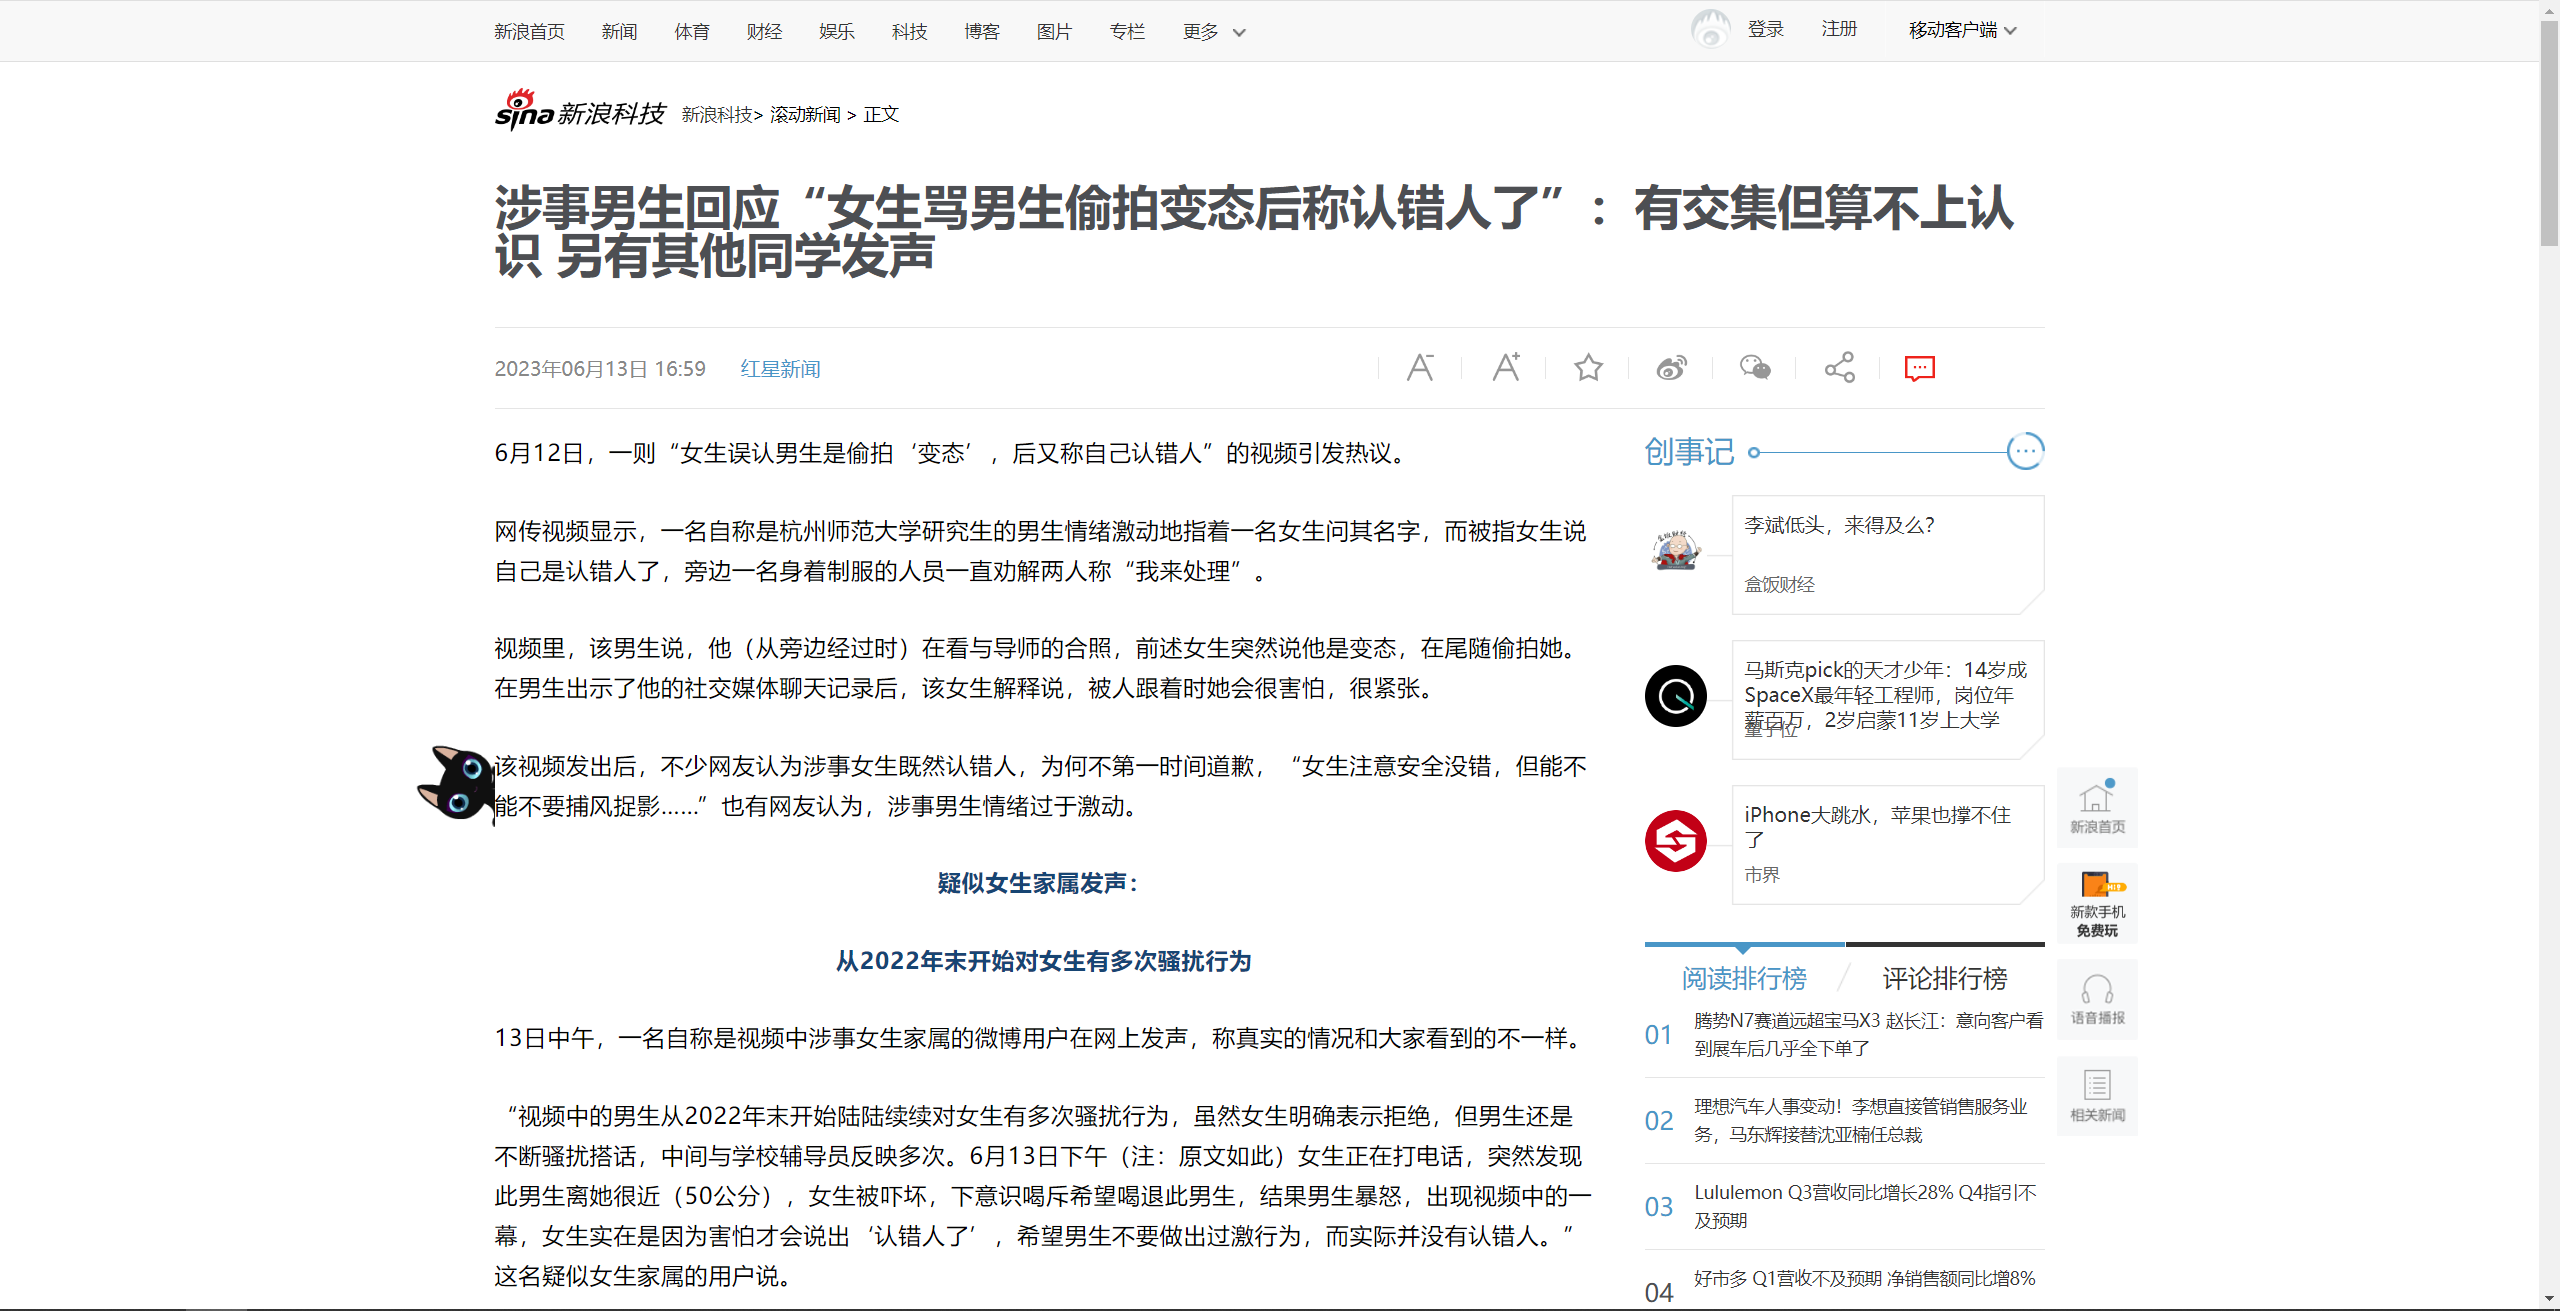 新浪首页 新闻 体育 财经 娱乐 科技 博客 图片 专栏 更多
登录 注册 移动客户端
sina新浪科技 新浪科技> 滚动新闻 > 正文
涉事男生回应“女生骂男生偷拍变态后称认错人了”：有交集但算不上认
识 另有其他同学发声
2023年06月13日 16:59 红星新闻
6月12日，一则“女生误认男生是偷拍‘变态’，后又称自己认错人”的视频引发热议。
网传视频显示，一名自称是杭州师范大学研究生的男生情绪激动地指着一名女生问其名字，而被指女生说
自己是认错人了，旁边一名身着制服的人员一直劝解两人称“我来处理”。
视频里，该男生说，他（从旁边经过时）在看与导师的合照，前述女生突然说他是变态，在尾随偷拍她。
在男生出示了他的社交媒体聊天记录后，该女生解释说，被人跟着时她会很害怕，很紧张。
该视频发出后，不少网友认为涉事女生既然认错人，为何不第一时间道歉，“女生注意安全没错，但能不
能不要捕风捉影……”也有网友认为，涉事男生情绪过于激动。
疑似女生家属发声：
从2022年末开始对女生有多次骚扰行为
13日中午，一名自称是视频中涉事女生家属的微博用户在网上发声，称真实的情况和大家看到的不一样。
“视频中的男生从2022年末开始陆陆续续对女生有多次骚扰行为，虽然女生明确表示拒绝，但男生还是
不断骚扰搭话，中间与学校辅导员反映多次。6月13日下午（注：原文如此）女生正在打电话，突然发现
此男生离她很近（50公分），女生被吓坏，下意识喝斥希望喝退此男生，结果男生暴怒，出现视频中的一
幕，女生实在是因为害怕才会说出‘认错人了’，希望男生不要做出过激行为，而实际并没有认错人。”
这名疑似女生家属的用户说。
创事记
李斌低头，来得及么？
盒饭财经
马斯克pick的天才少年：14岁成
SpaceX最年轻工程师，岗位年
薪百万，2岁启蒙11岁上大学
量子位
iPhone大跳水，苹果也撑不住
了
市界
阅读排行榜 / 评论排行榜
01 腾势N7赛道远超宝马X3 赵长江：意向客户看
到展车后几乎全下单了
02 理想汽车人事变动！李想直接管销售服务业
务，马东辉接替沈亚楠任总裁
03 Lululemon Q3营收同比增长28% Q4指引不
及预期
04 好市多 Q1营收不及预期 净销售额同比增8%
新浪首页
新款手机
免费玩
语音播报
相关新闻